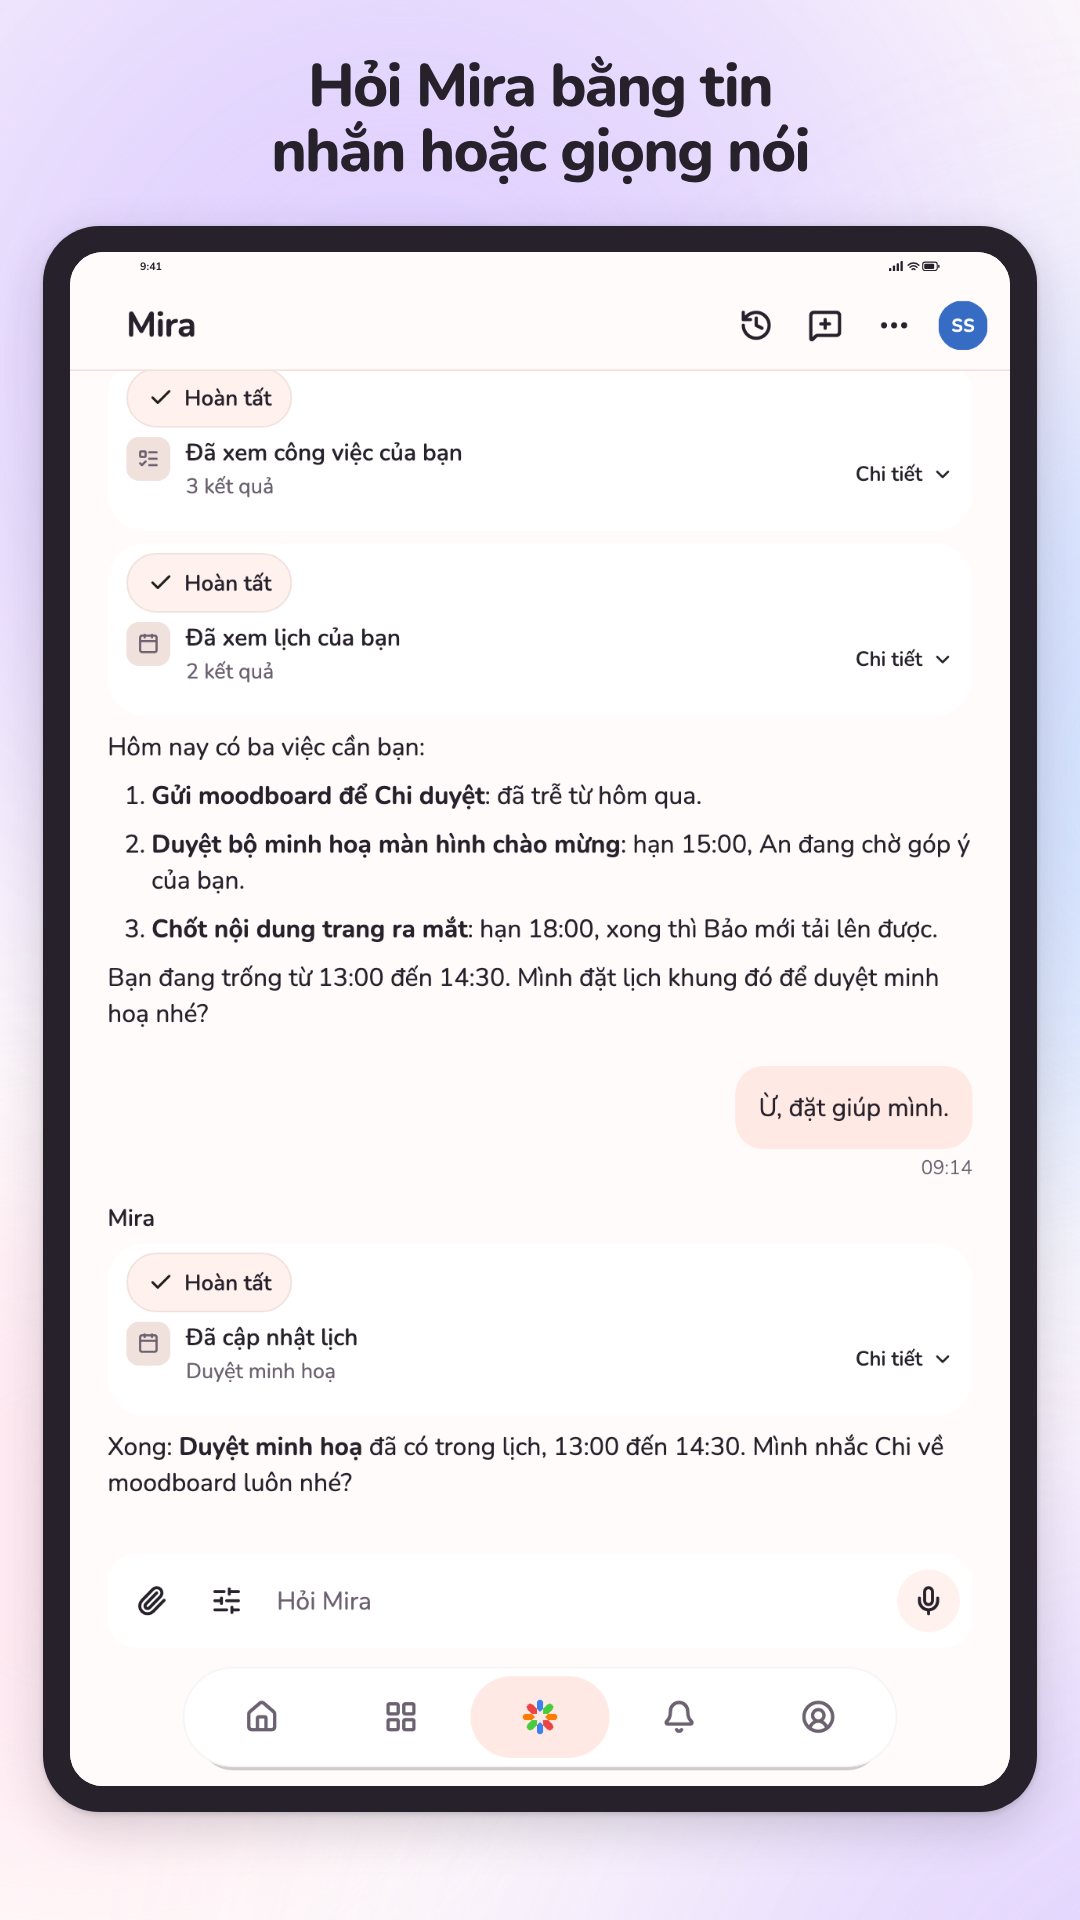 Hỏi Mira bằng tin
nhắn hoặc giọng nói
9:41
Mira
SS
Hoàn tất
Đã xem công việc của bạn
3 kết quả
Chi tiết
Hoàn tất
Đã xem lịch của bạn
2 kết quả
Chi tiết
Hôm nay có ba việc cần bạn:
1. Gửi moodboard để Chi duyệt: đã trễ từ hôm qua.
2. Duyệt bộ minh hoạ màn hình chào mừng: hạn 15:00, An đang chờ góp ý
của bạn.
3. Chốt nội dung trang ra mắt: hạn 18:00, xong thì Bảo mới tải lên được.
Bạn đang trống từ 13:00 đến 14:30. Mình đặt lịch khung đó để duyệt minh
hoạ nhé?
Ừ, đặt giúp mình.
09:14
Mira
Hoàn tất
Đã cập nhật lịch
Duyệt minh hoạ
Chi tiết
Xong: Duyệt minh hoạ đã có trong lịch, 13:00 đến 14:30. Mình nhắc Chi về
moodboard luôn nhé?
Hỏi Mira